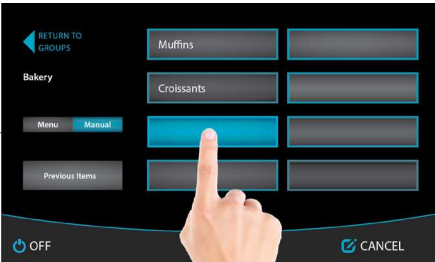 RETURN TO
GROUPS
Bakery
Menu Manual
Previous Items
Muffins
Croissants
OFF
CANCEL